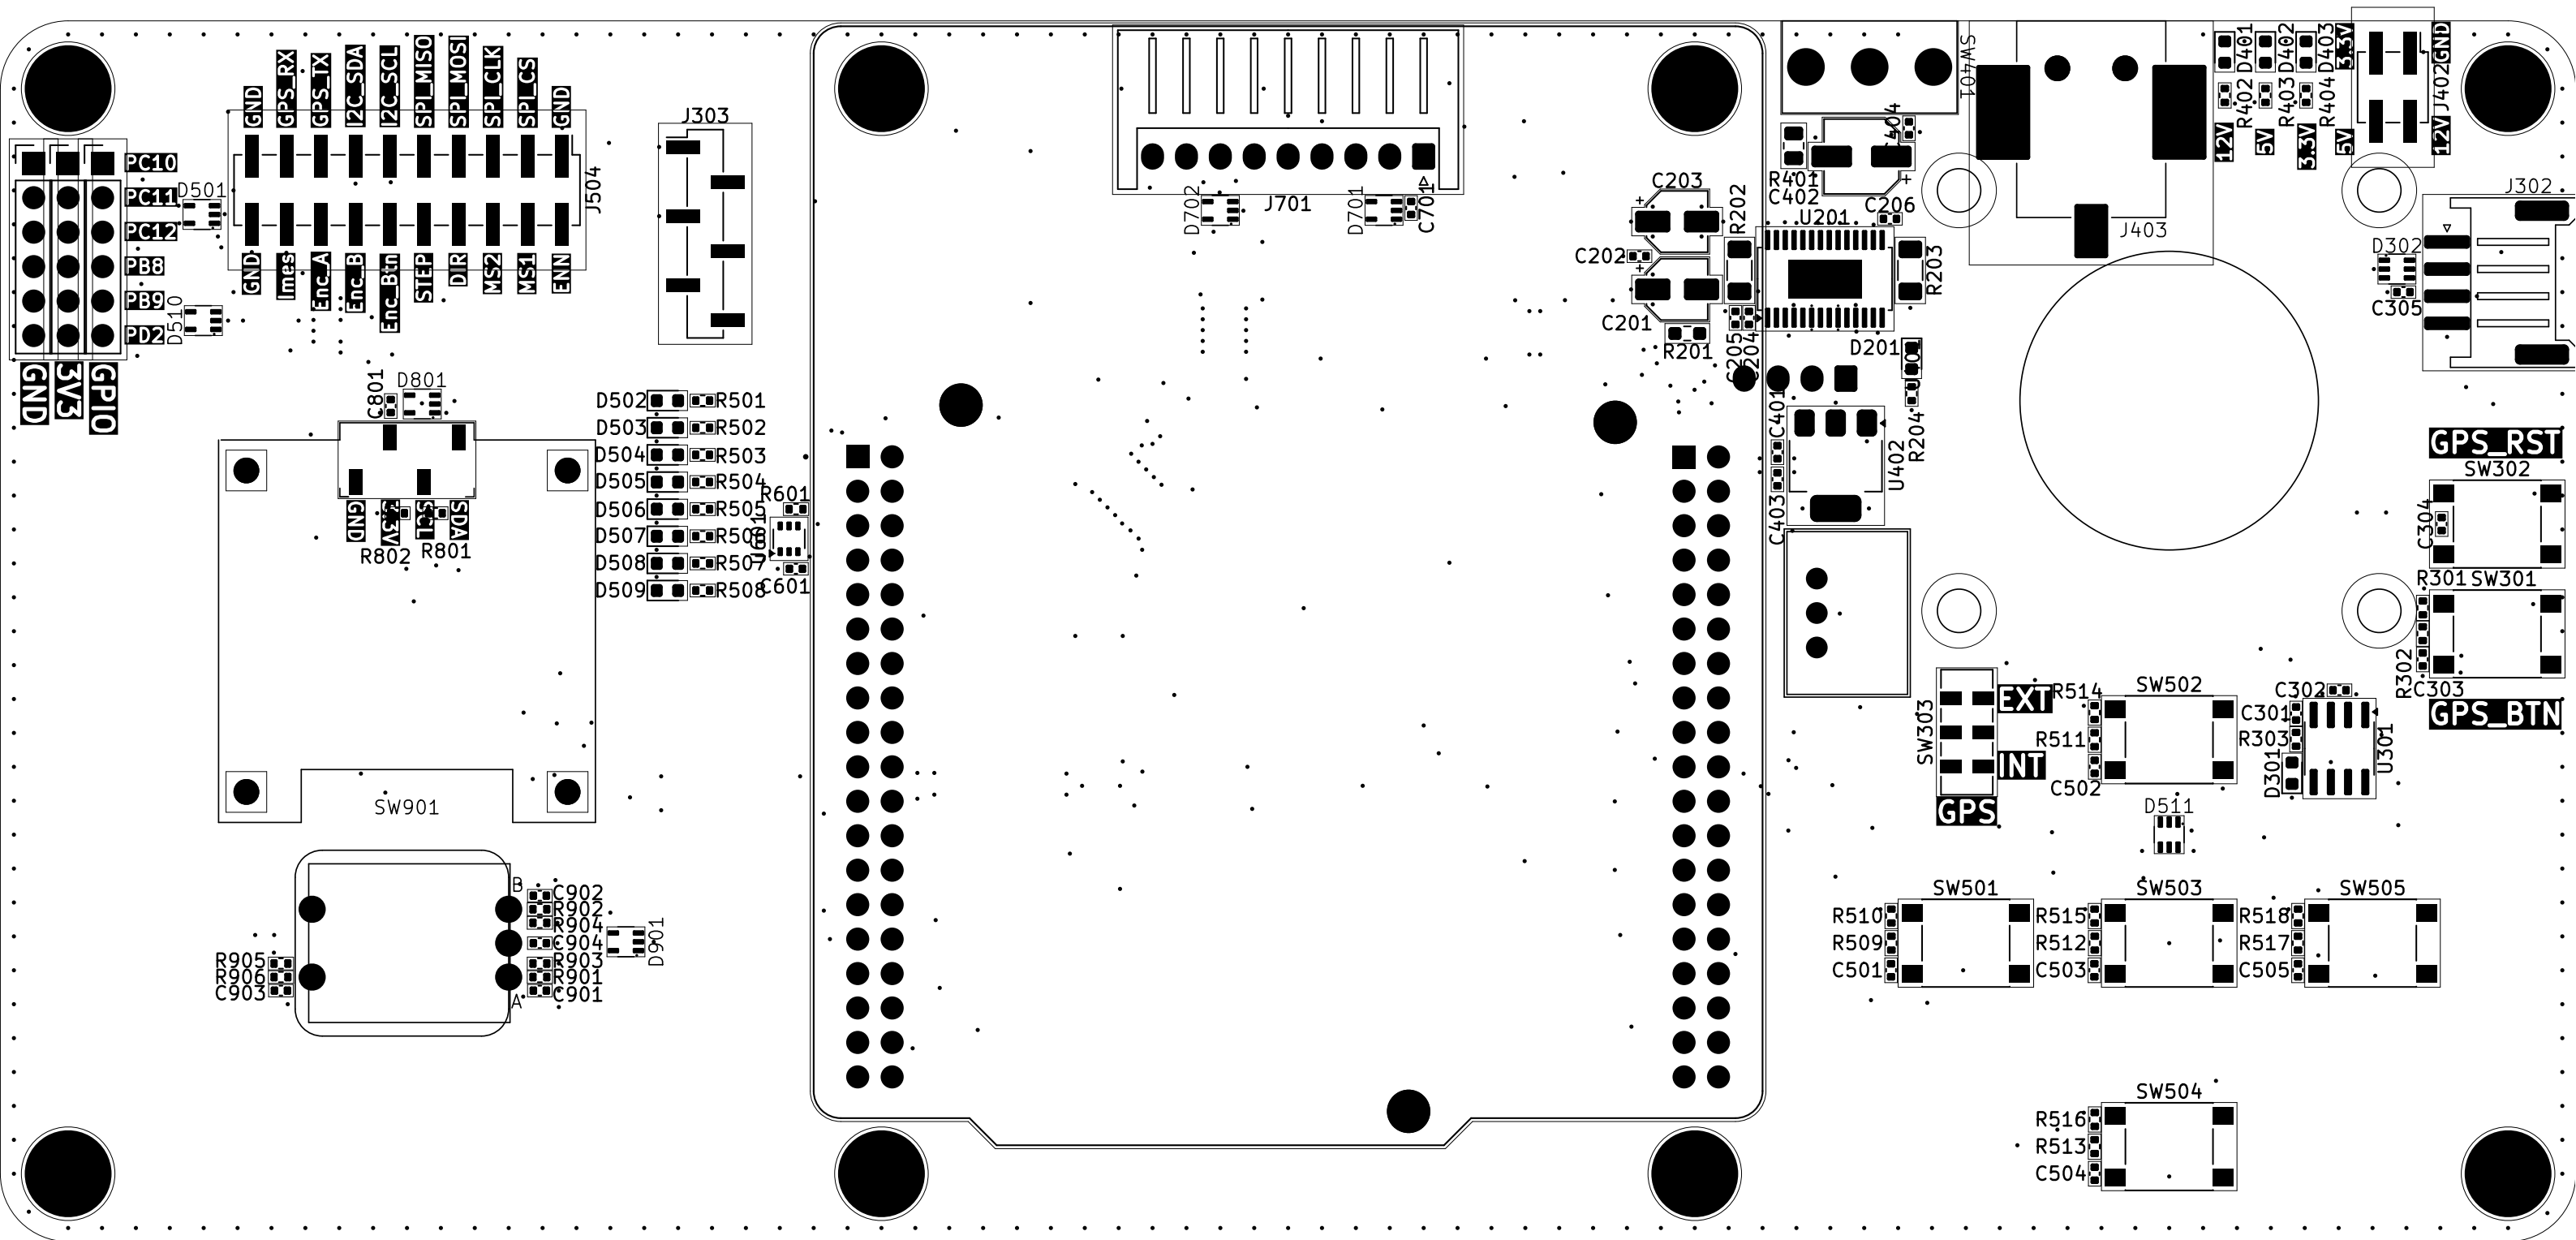 GND
GPS_RX
GPS_TX
I2C_SDA
I2C_SCL
SPI_MISO
SPI_MOSI
SPI_CLK
SPI_CS
GND
J504
GND
Imes
Enc_A
Enc_B
Enc_Btn
STEP
DIR
MS2
MS1
ENN
PC10
PC11
PC12
PB8
PB9
PD2
GND
3V3
GPIO
D501
D510
J303
J701
D702
D701
C701
SW401
C404
R401
C402
C203
R202
C202
C201
R201
U201
C206
R203
C205
C204
D201
R204
C401
U402
C403
J403
12V
5V
3.3V
D401
D402
D403
R402
R403
R404
3.3V
GND
J402
5V
12V
J302
D302
C305
C801
D801
GND
3.3V
SCL
SDA
R802
R801
D502 R501
D503 R502
D504 R503
D505 R504
D506 R505
D507 R506
D508 R507
D509 R508
R601
U601
C601
GPS_RST
SW302
C304
R301 SW301
R302
C303
GPS_BTN
SW303
EXT
INT
GPS
R514
SW502
R511
C502
C302
C301
R303
D301
U301
D511
SW901
B
A
C902
R902
R904
C904
R903
R901
C901
D901
R905
R906
C903
SW501
R510
R509
C501
SW503
R515
R512
C503
SW505
R518
R517
C505
SW504
R516
R513
C504